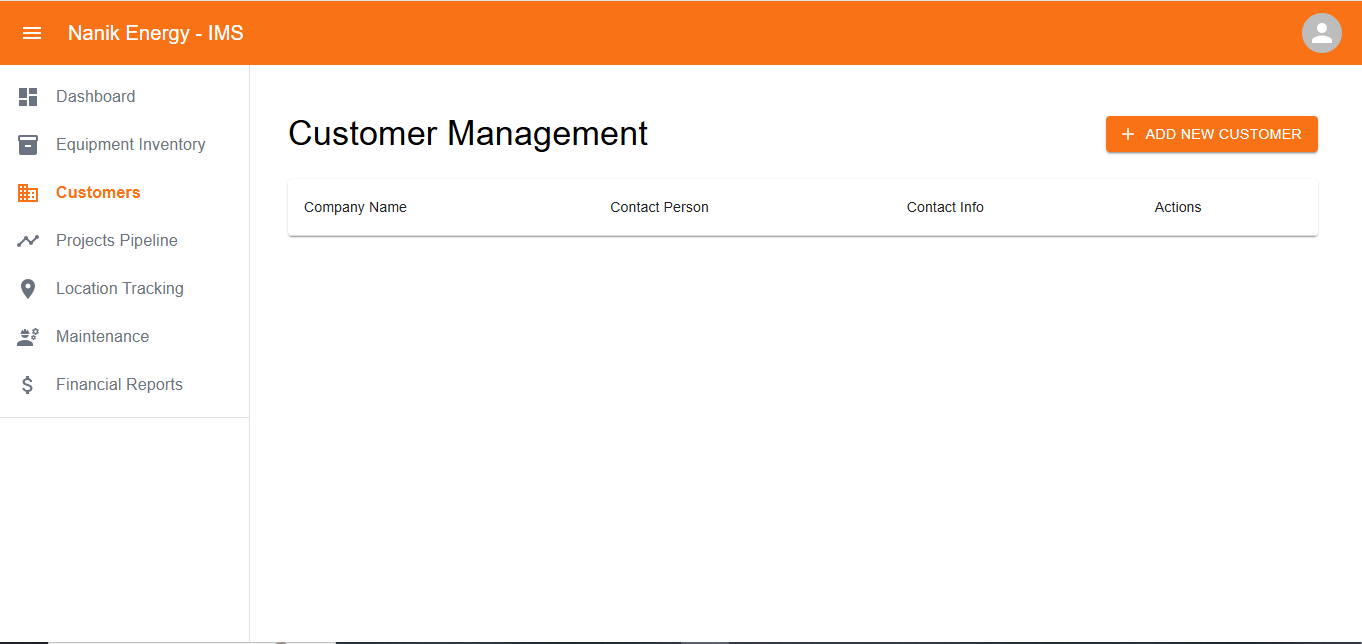 Nanik Energy - IMS
Dashboard
Equipment Inventory
Customers
Projects Pipeline
Location Tracking
Maintenance
Financial Reports
Customer Management
ADD NEW CUSTOMER
Company Name Contact Person Contact Info Actions